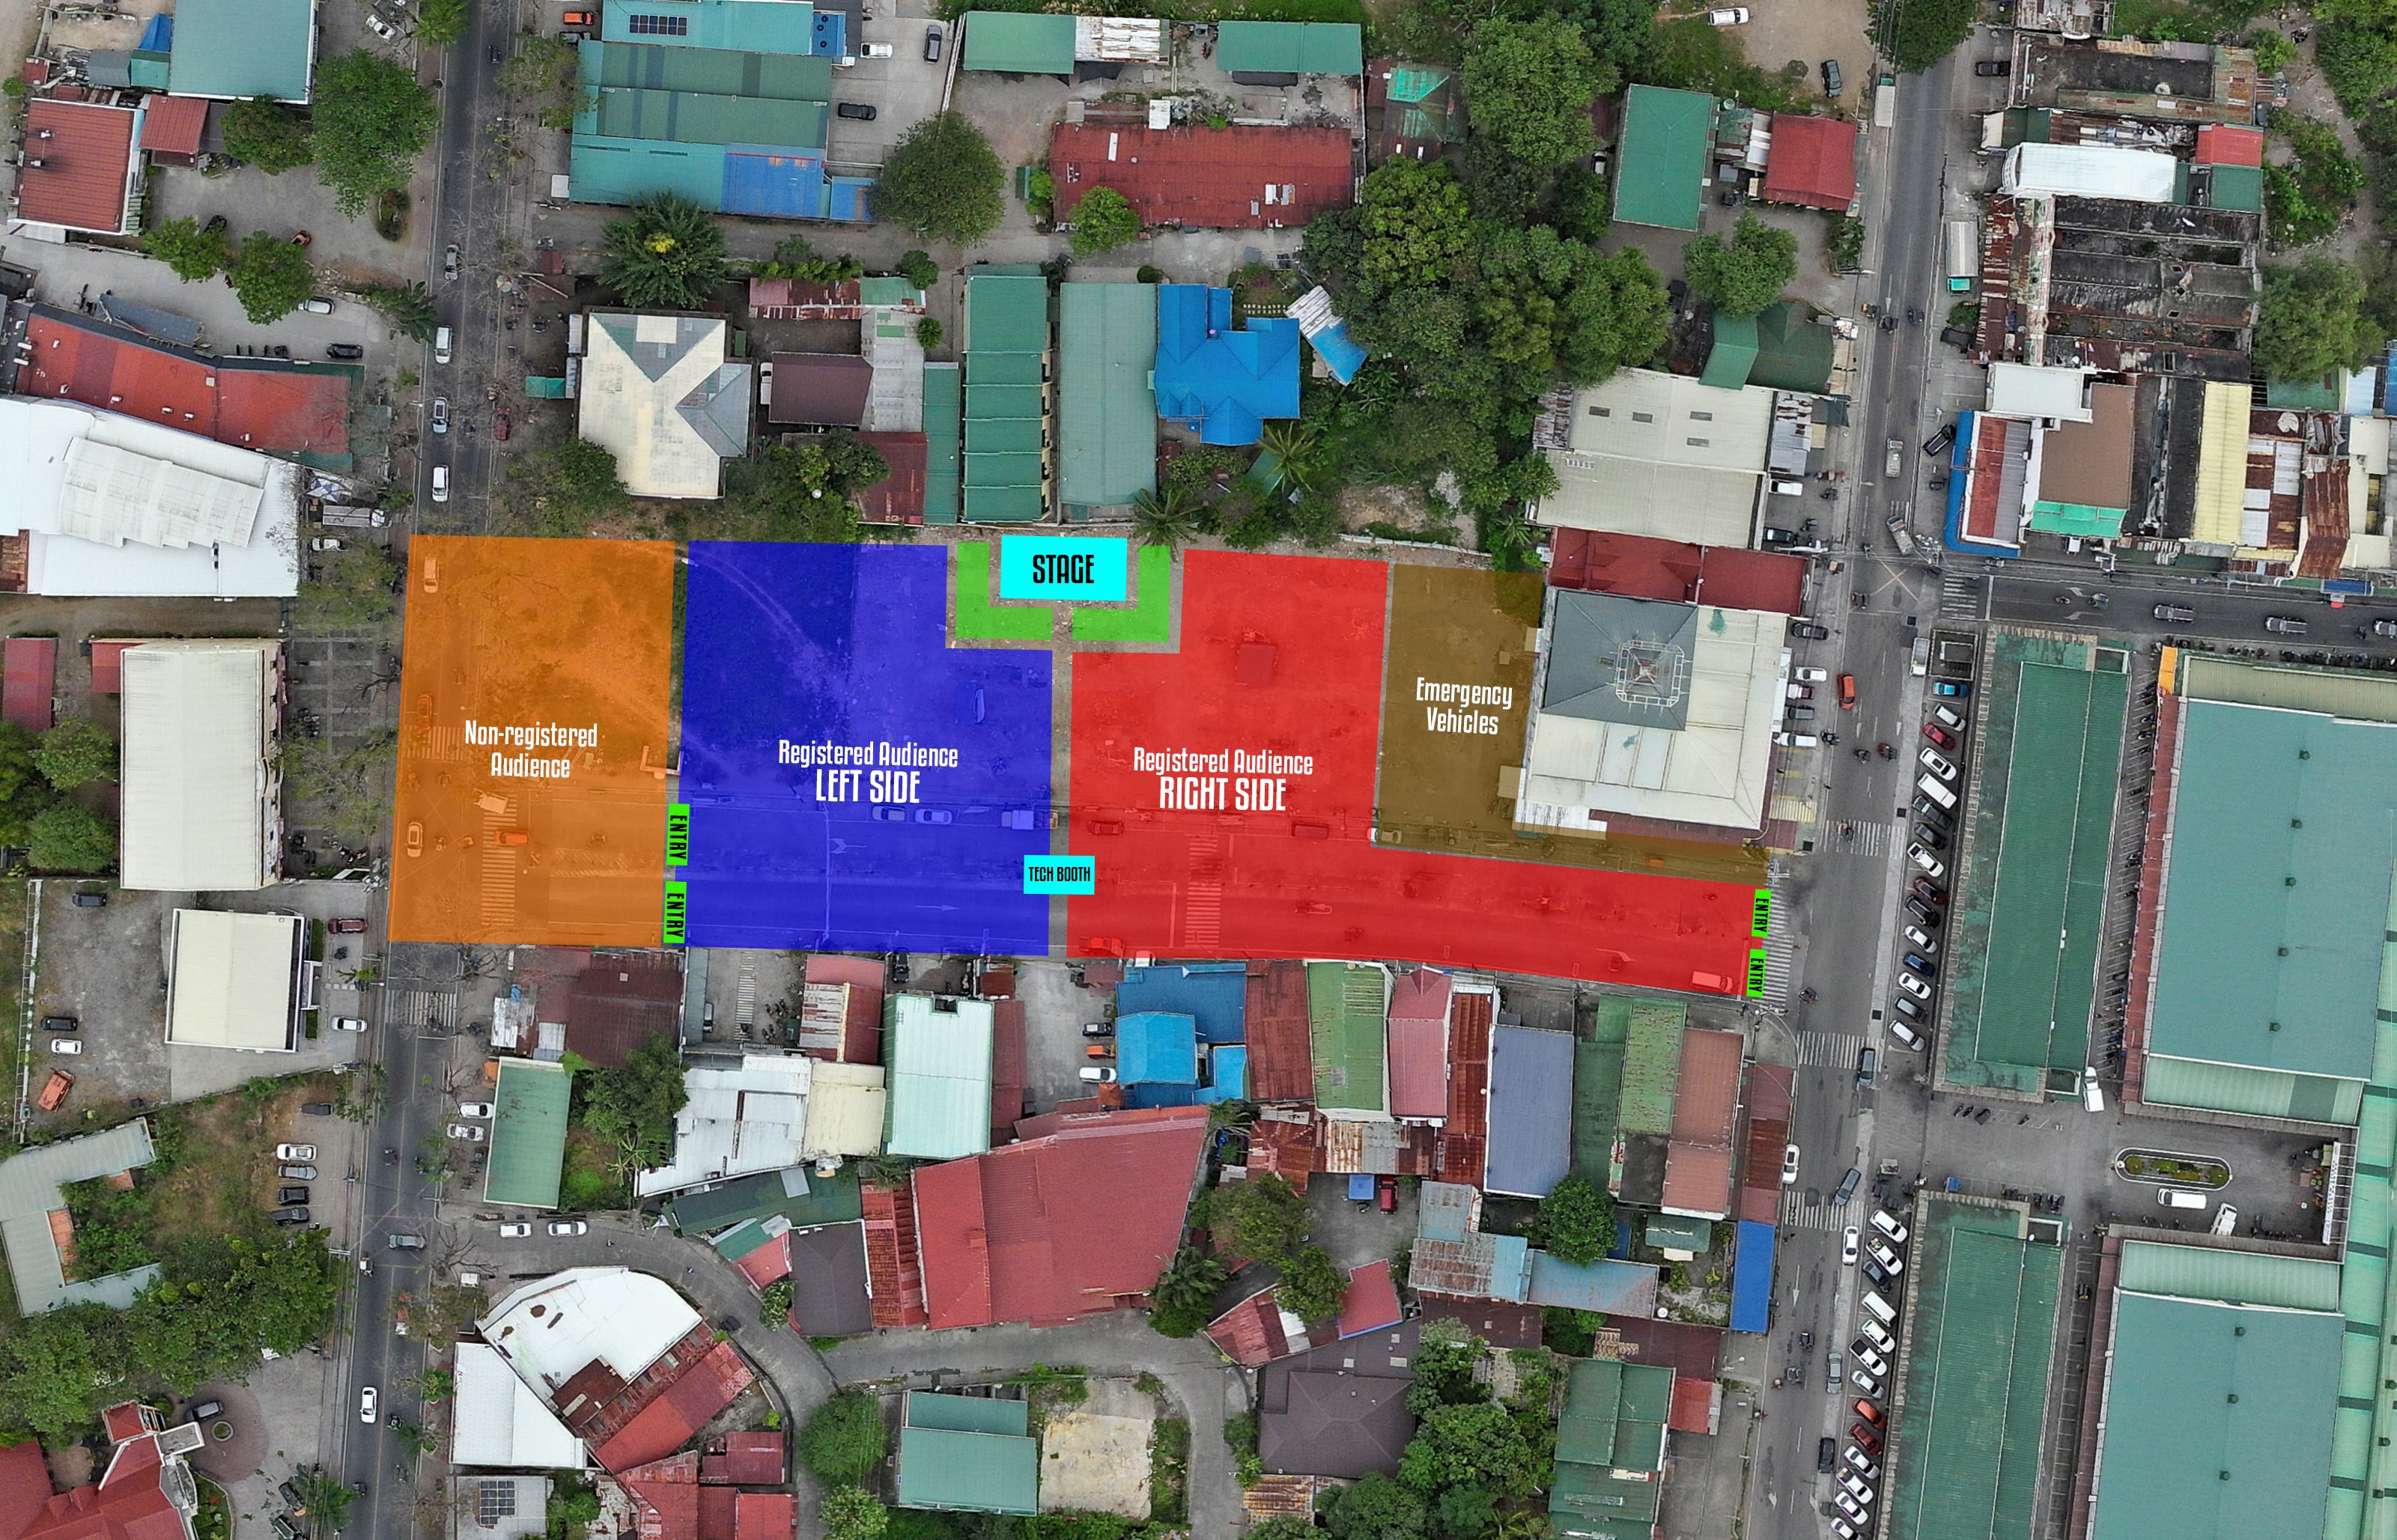 STAGE
Non-registered
Audience
Registered Audience
LEFT SIDE
Registered Audience
RIGHT SIDE
Emergency
Vehicles
ENTRY
ENTRY
TECH BOOTH
ENTRY
ENTRY